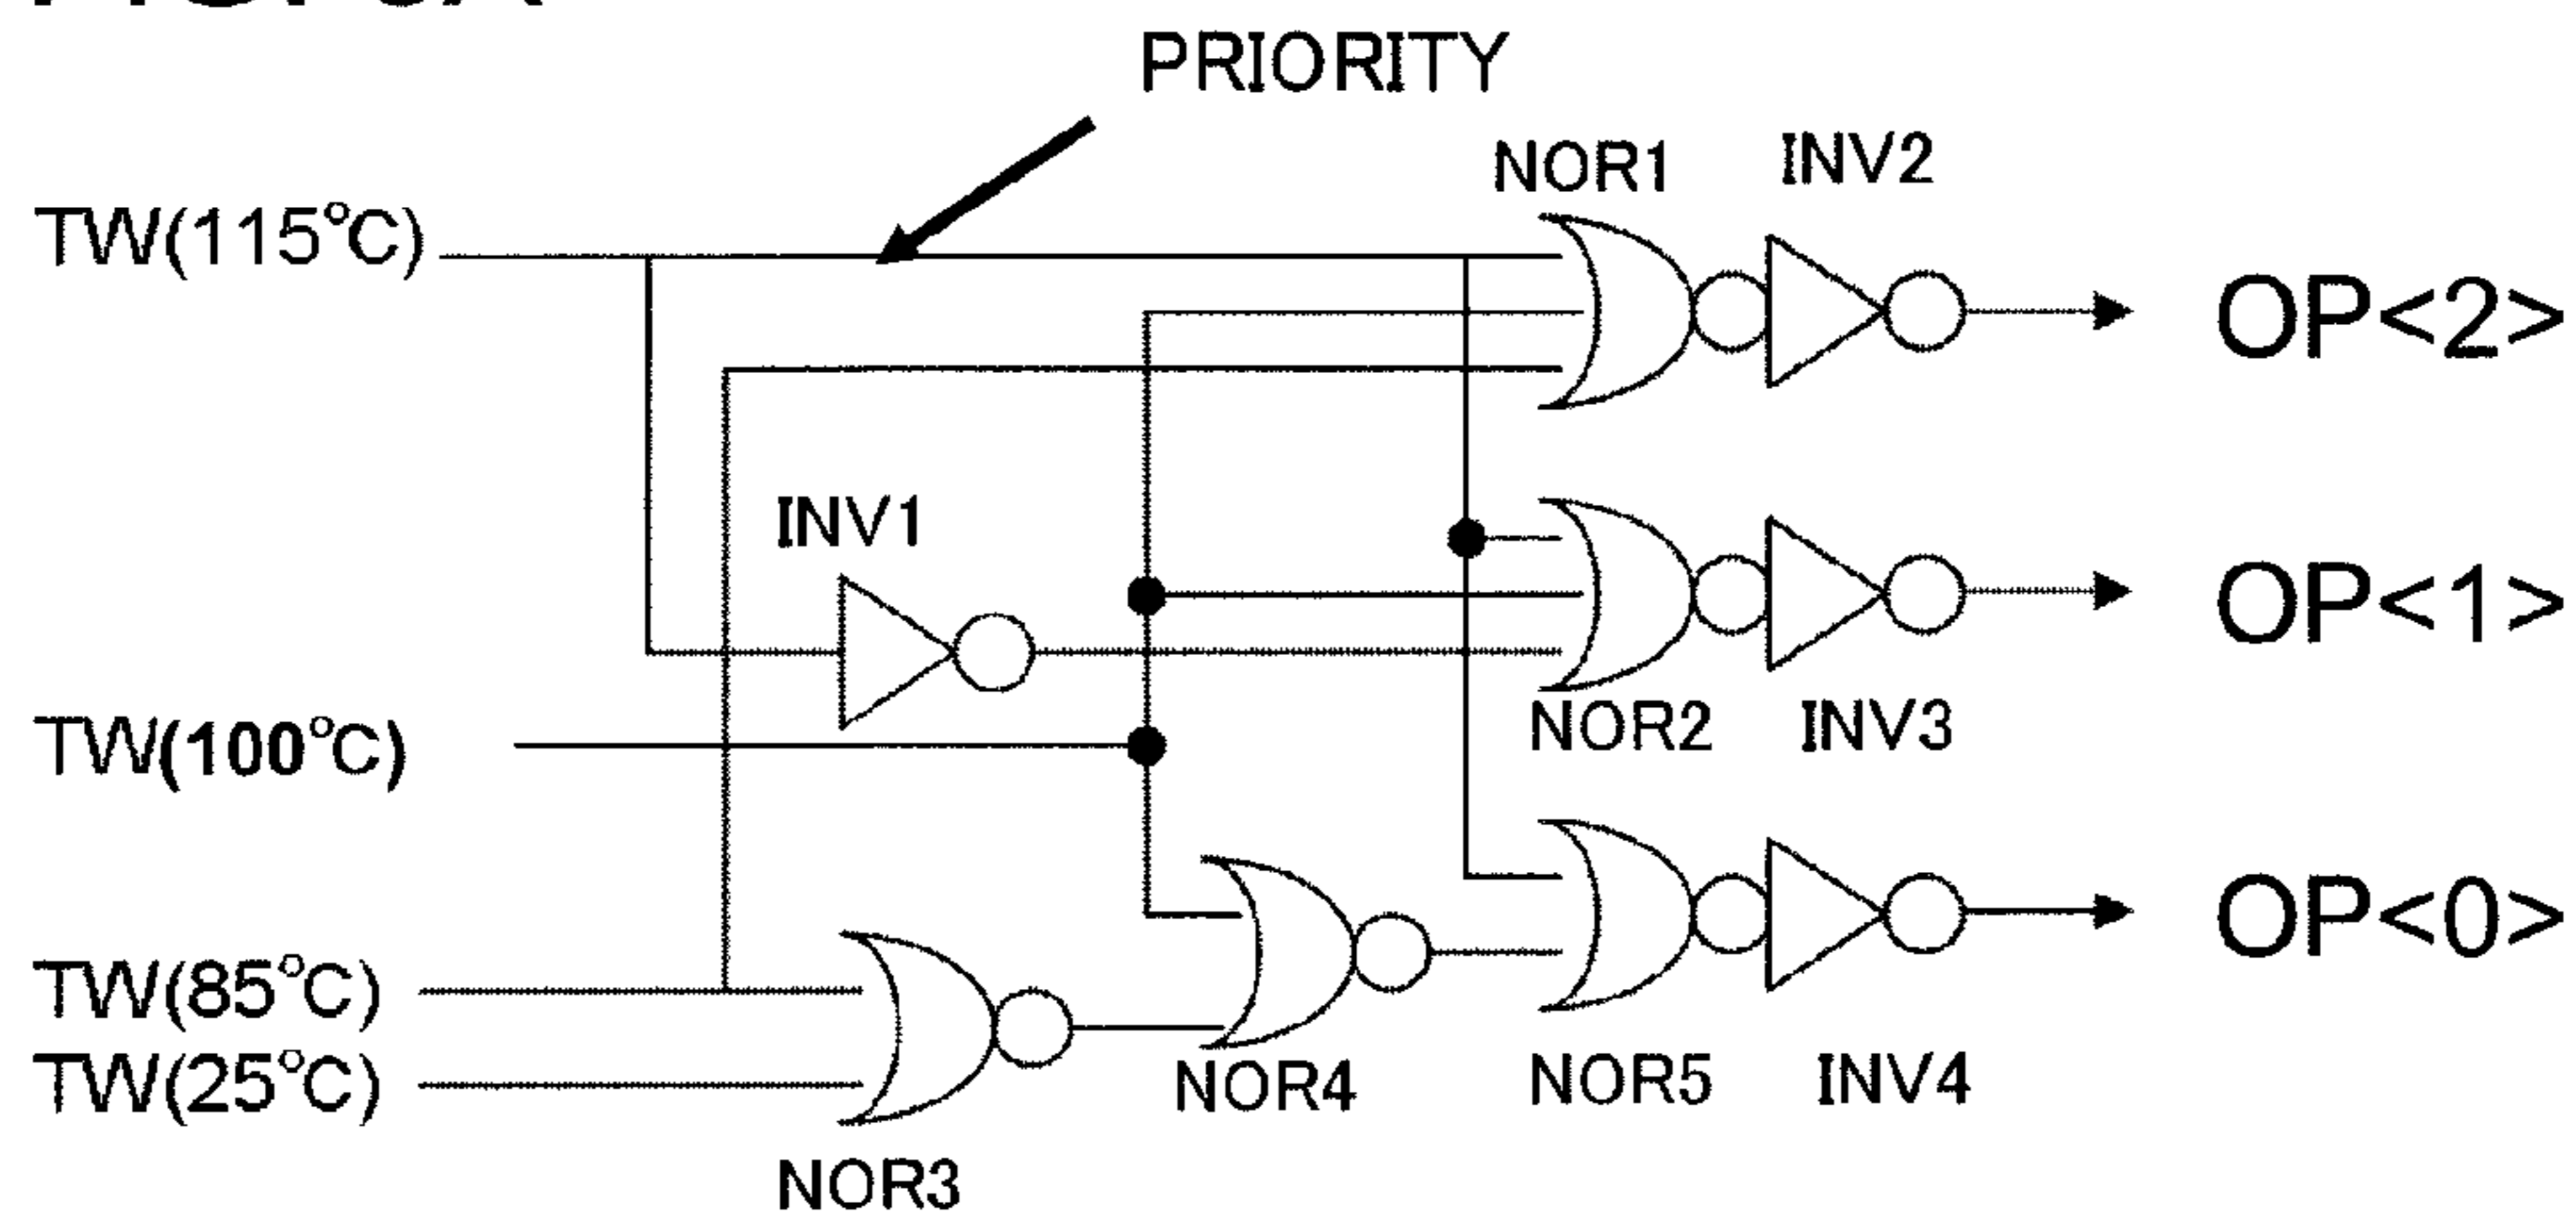 PRIORITY
NOR1
INV2
TW(115℃)
OP<2>
INV1
OP<1>
NOR2
INV3
TW(100℃)
OP<0>
TW(85℃)
TW(25℃)
NOR4
NOR5
INV4
NOR3